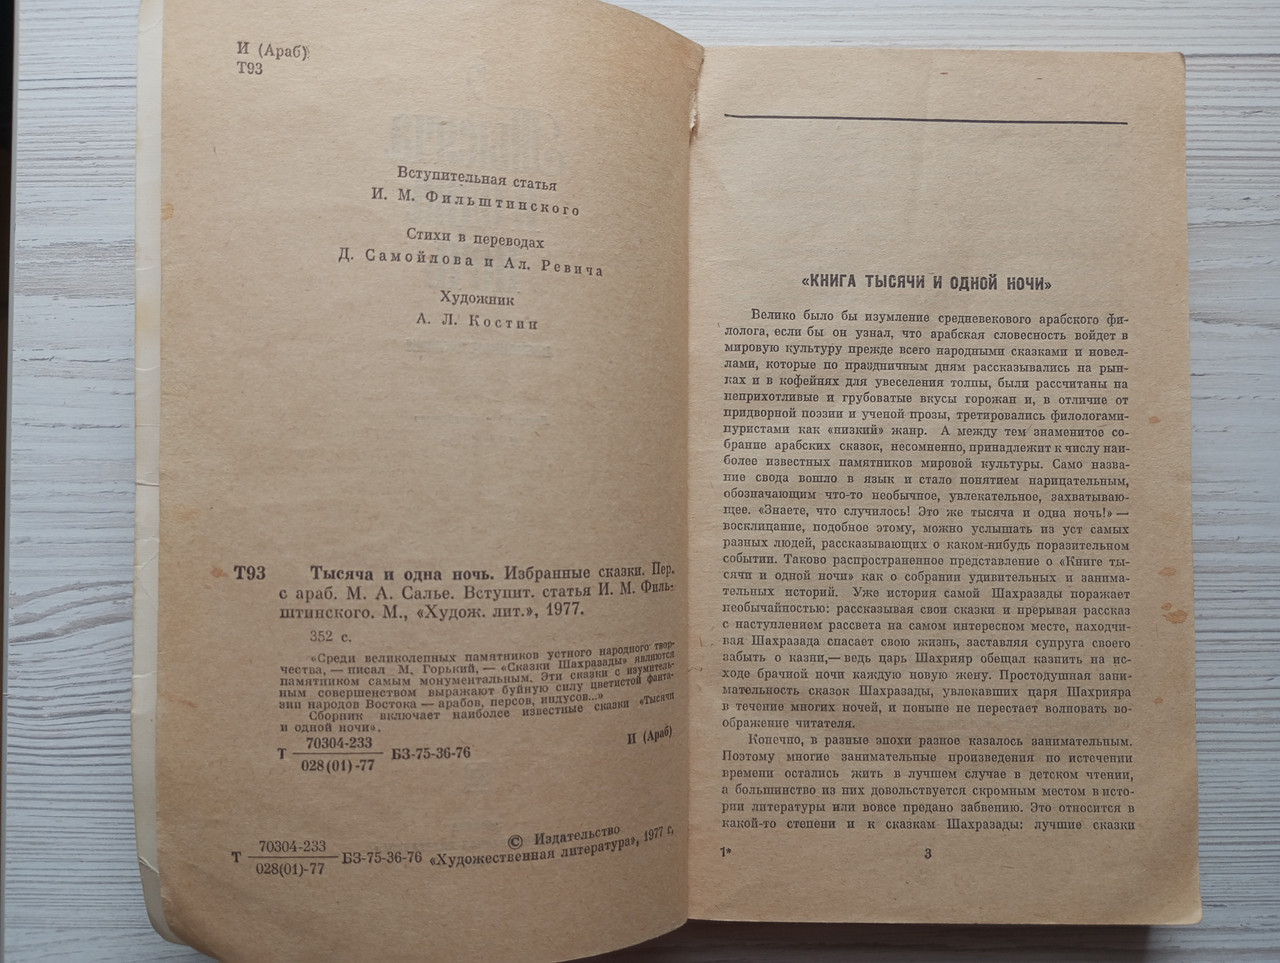 И (Араб)
Т93
Вступительная статья
И. М. Фильштинского
Стихи в переводах
Д. Самойлова и Ал. Ревича
Художник
А. Л. Костин
Т93 Тысяча и одна ночь. Избранные сказки. Пер.
с араб. М. А. Салье. Вступит. статья И. М. Филь-
штинского. М., «Худож. лит.», 1977.
352 с.
«Среди великолепных памятников устного народного твор-
чества, — писал М. Горький, — «Сказки Шахразады» являются
памятником самым монументальным. Эти сказки с изумитель-
ным совершенством выражают буйную силу цветистой фанта-
зии народов Востока — арабов, персов, индусов...»
Сборник включает наиболее известные сказки «Тысячи
и одной ночи».
Т 70304-233 БЗ-75-36-76
028(01)-77
И (Араб)
Т 70304-233 БЗ-75-36-76
028(01)-77
© Издательство
«Художественная литература», 1977 г.
«КНИГА ТЫСЯЧИ И ОДНОЙ НОЧИ»
Велико было бы изумление средневекового арабского фи-
лолога, если бы он узнал, что арабская словесность войдет в
мировую культуру прежде всего народными сказками и новел-
лами, которые по праздничным дням рассказывались на рын-
ках и в кофейнях для увеселения толпы, были рассчитаны на
неприхотливые и грубоватые вкусы горожан и, в отличие от
придворной поэзии и ученой прозы, третировались филологами-
пуристами как «низкий» жанр. А между тем знаменитое со-
брание арабских сказок, несомненно, принадлежит к числу наи-
более известных памятников мировой культуры. Само назва-
ние свода вошло в язык и стало понятием нарицательным,
обозначающим что-то необычное, увлекательное, захватываю-
щее. «Знаете, что случилось! Это же тысяча и одна ночь!» —
восклицание, подобное этому, можно услышать из уст самых
разных людей, рассказывающих о каком-нибудь поразительном
событии. Таково распространенное представление о «Книге ты-
сячи и одной ночи» как о собрании удивительных и занима-
тельных историй. Уже история самой Шахразады поражает
необычайностью: рассказывая свои сказки и прерывая рассказ
с наступлением рассвета на самом интересном месте, находчи-
вая Шахразада спасает свою жизнь, заставляя супруга своего
забыть о казни,— ведь царь Шахрияр обещал казнить на ис-
ходе брачной ночи каждую новую жену. Простодушная зани-
мательность сказок Шахразады, увлекавших царя Шахрияра
в течение многих ночей, и поныне не перестает волновать во-
ображение читателя.
Конечно, в разные эпохи разное казалось занимательным.
Поэтому многие занимательные произведения по истечении
времени остались жить в лучшем случае в детском чтении,
а большинство из них довольствуется скромным местом в исто-
рии литературы или вовсе предано забвению. Это относится в
какой-то степени и к сказкам Шахразады: лучшие сказки
1*
3